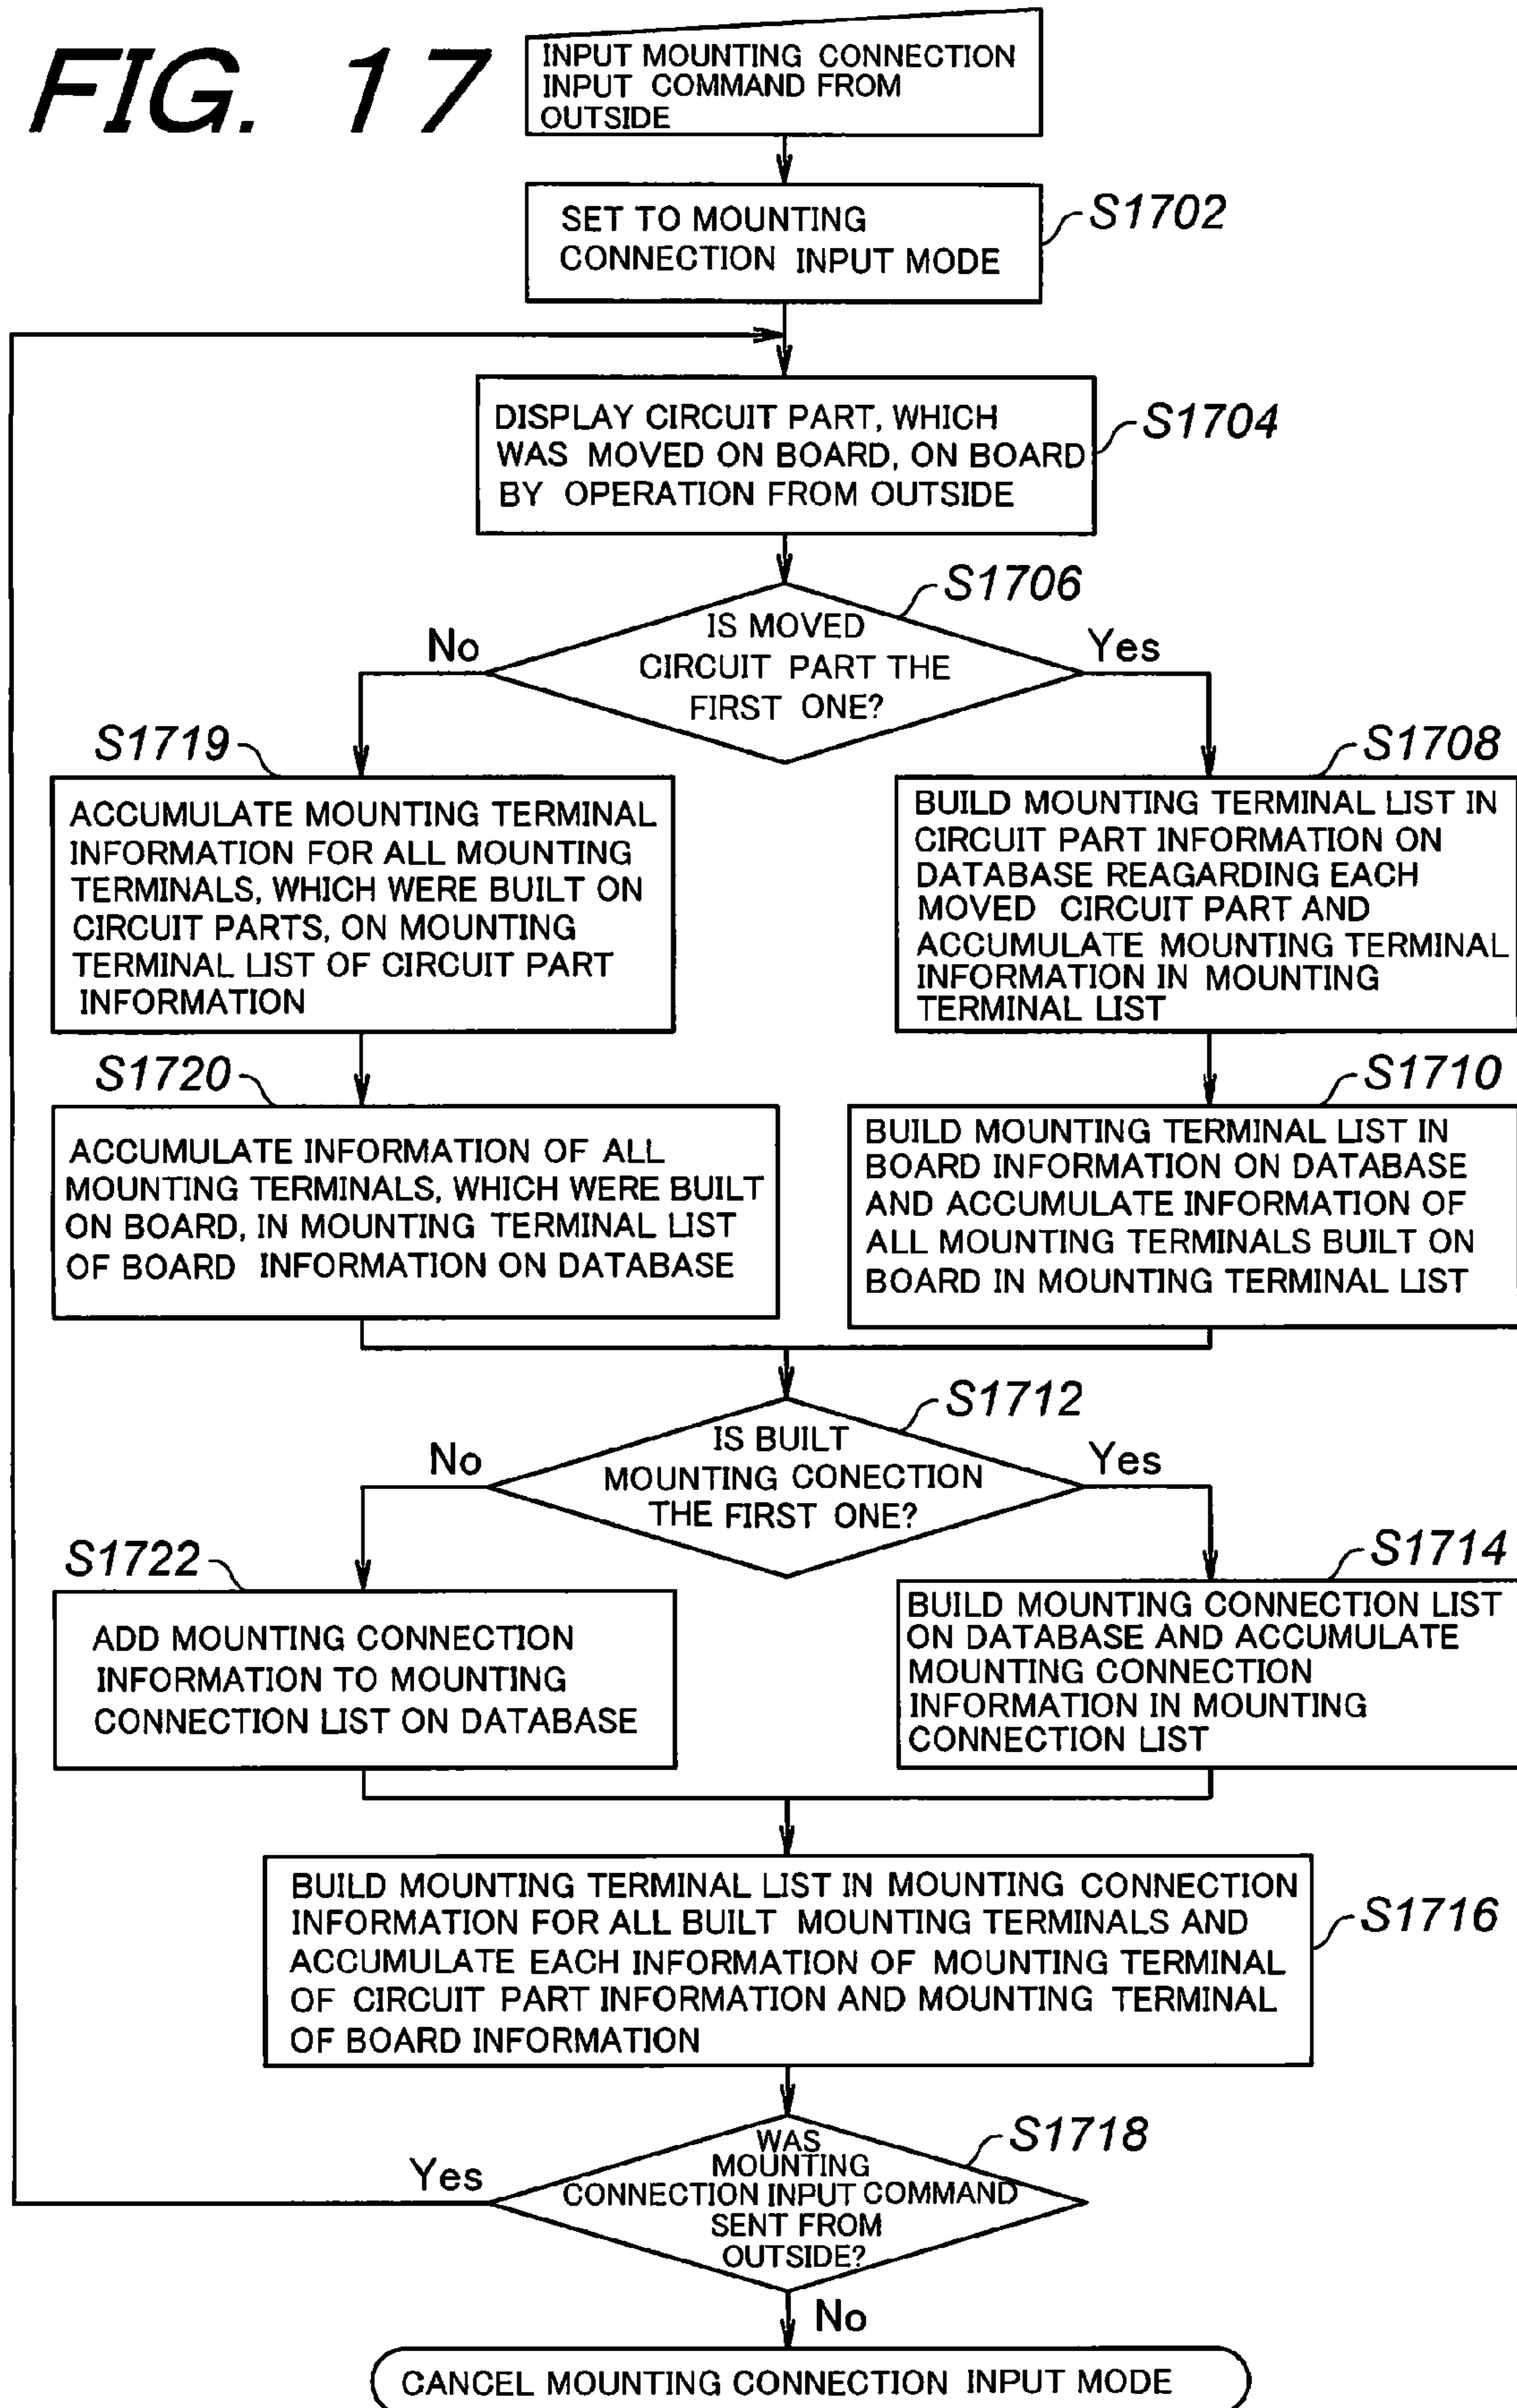 FIG. 17
INPUT MOUNTING CONNECTION
INPUT COMMAND FROM
OUTSIDE
SET TO MOUNTING
CONNECTION INPUT MODE
S1702
DISPLAY CIRCUIT PART, WHICH
WAS MOVED ON BOARD, ON BOARD
BY OPERATION FROM OUTSIDE
S1704
S1706
IS MOVED
CIRCUIT PART THE
FIRST ONE?
No
Yes
S1719
ACCUMULATE MOUNTING TERMINAL
INFORMATION FOR ALL MOUNTING
TERMINALS, WHICH WERE BUILT ON
CIRCUIT PARTS, ON MOUNTING
TERMINAL LIST OF CIRCUIT PART
INFORMATION
S1708
BUILD MOUNTING TERMINAL LIST IN
CIRCUIT PART INFORMATION ON
DATABASE REAGARDING EACH
MOVED CIRCUIT PART AND
ACCUMULATE MOUNTING TERMINAL
INFORMATION IN MOUNTING
TERMINAL LIST
S1720
ACCUMULATE INFORMATION OF ALL
MOUNTING TERMINALS, WHICH WERE BUILT
ON BOARD, IN MOUNTING TERMINAL LIST
OF BOARD INFORMATION ON DATABASE
S1710
BUILD MOUNTING TERMINAL LIST IN
BOARD INFORMATION ON DATABASE
AND ACCUMULATE INFORMATION OF
ALL MOUNTING TERMINALS BUILT ON
BOARD IN MOUNTING TERMINAL LIST
S1712
IS BUILT
MOUNTING CONECTION
THE FIRST ONE?
No
Yes
S1722
ADD MOUNTING CONNECTION
INFORMATION TO MOUNTING
CONNECTION LIST ON DATABASE
S1714
BUILD MOUNTING CONNECTION LIST
ON DATABASE AND ACCUMULATE
MOUNTING CONNECTION
INFORMATION IN MOUNTING
CONNECTION LIST
BUILD MOUNTING TERMINAL LIST IN MOUNTING CONNECTION
INFORMATION FOR ALL BUILT MOUNTING TERMINALS AND
ACCUMULATE EACH INFORMATION OF MOUNTING TERMINAL
OF CIRCUIT PART INFORMATION AND MOUNTING TERMINAL
OF BOARD INFORMATION
S1716
S1718
WAS
MOUNTING
CONNECTION INPUT COMMAND
SENT FROM
OUTSIDE?
Yes
No
CANCEL MOUNTING CONNECTION INPUT MODE